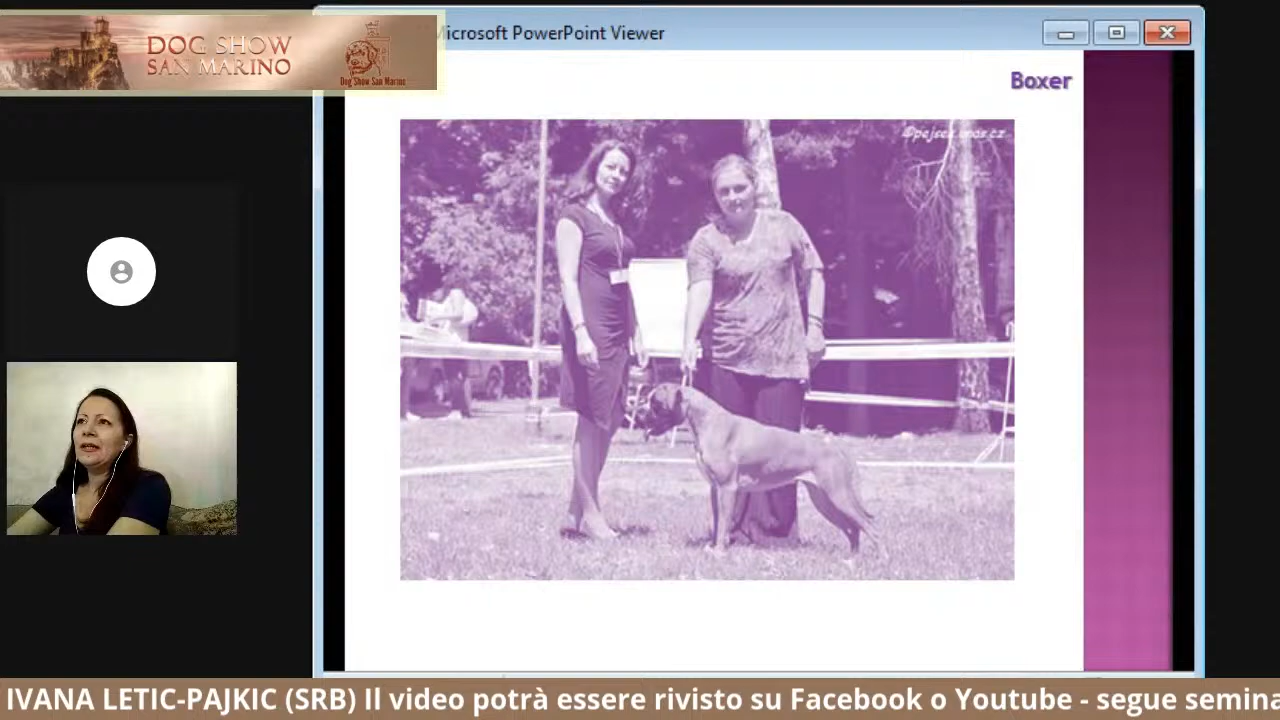 DOG SHOW
SAN MARINO
Dog Show San Marino
icrosoft PowerPoint Viewer
Boxer
IVANA LETIC-PAJKIC (SRB) Il video potrà essere rivisto su Facebook o Youtube - segue semina